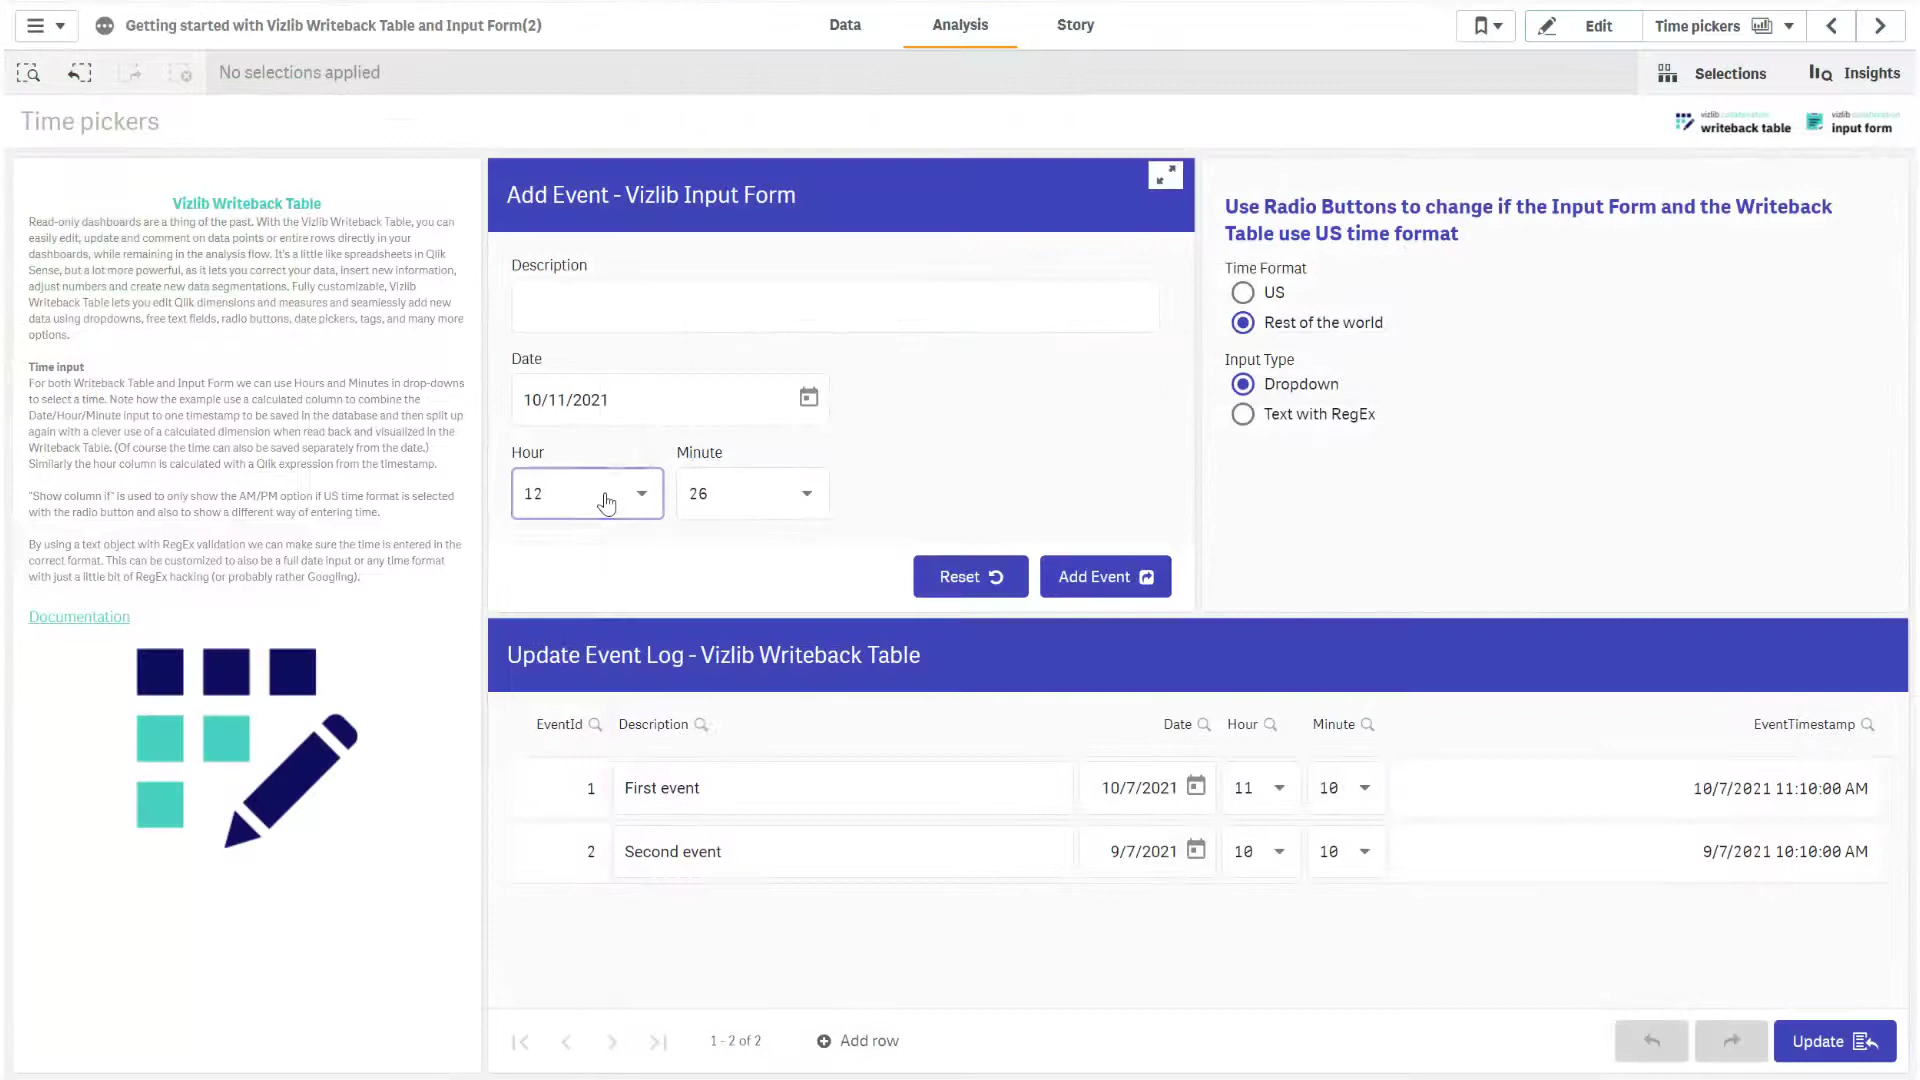 Getting started with Vizlib Writeback Table and Input Form(2)
Data
Analysis
Story
Edit
Time pickers
No selections applied
Selections
Insights
Time pickers
vizlib collaboration
writeback table
vizlib collaboration
input form
Vizlib Writeback Table
Read-only dashboards are a thing of the past. With the Vizlib Writeback Table, you can
easily edit, update and comment on data points or entire rows directly in your
dashboards, while remaining in the analysis flow. It's a little like spreadsheets in Qlik
Sense, but a lot more powerful, as it lets you correct your data, insert new information,
adjust numbers and create new data segmentations. Fully customizable, Vizlib
Writeback Table lets you edit Qlik dimensions and measures and seamlessly add new
data using dropdowns, free text fields, radio buttons, date pickers, tags, and many more
options.
Time input
For both Writeback Table and Input Form we can use Hours and Minutes in drop-downs
to select a time. Note how the example use a calculated column to combine the
Date/Hour/Minute input to one timestamp to be saved in the database and then split up
again with a clever use of a calculated dimension when read back and visualized in the
Writeback Table. (Of course the time can also be saved separately from the date.)
Similarly the hour column is calculated with a Qlik expression from the timestamp.
"Show column if" is used to only show the AM/PM option if US time format is selected
with the radio button and also to show a different way of entering time.
By using a text object with RegEx validation we can make sure the time is entered in the
correct format. This can be customized to also be a full date input or any time format
with just a little bit of RegEx hacking (or probably rather Googling).
Documentation
Add Event - Vizlib Input Form
Description
Date
10/11/2021
Hour
Minute
12
26
Reset
Add Event
Use Radio Buttons to change if the Input Form and the Writeback
Table use US time format
Time Format
US
Rest of the world
Input Type
Dropdown
Text with RegEx
Update Event Log - Vizlib Writeback Table
EventId
Description
Date
Hour
Minute
EventTimestamp
1
First event
10/7/2021
11
10
10/7/2021 11:10:00 AM
2
Second event
9/7/2021
10
10
9/7/2021 10:10:00 AM
1 - 2 of 2
Add row
Update